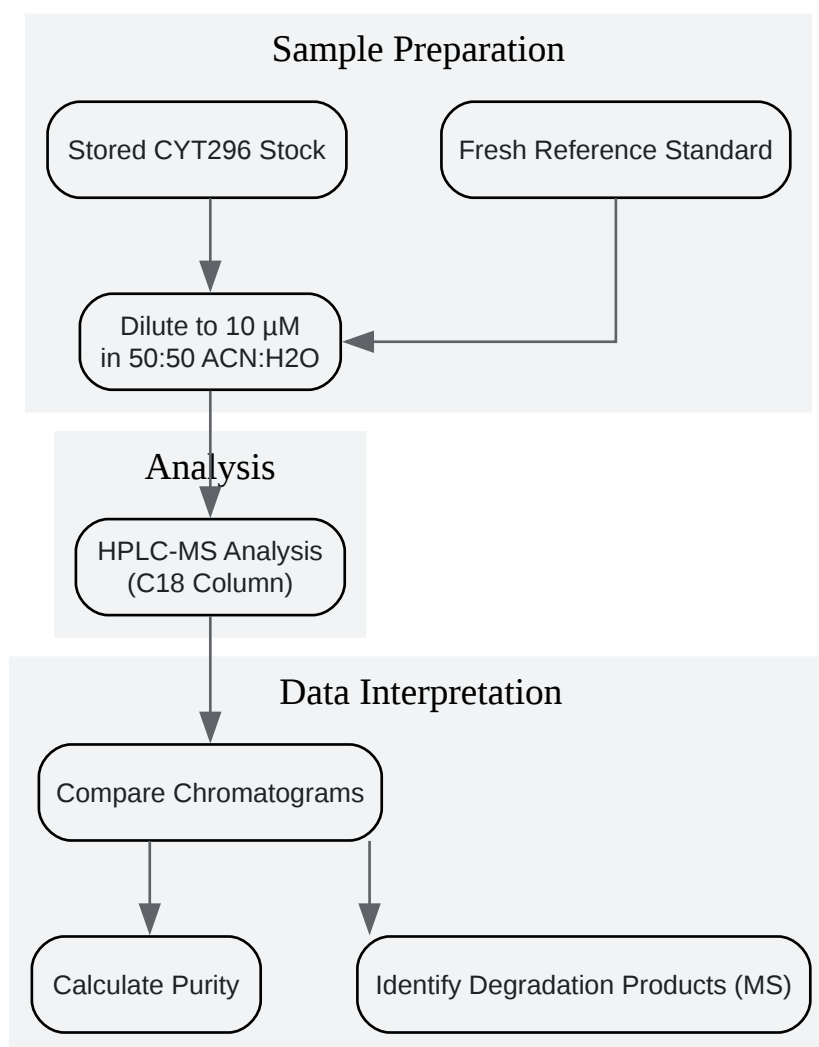 Sample Preparation
Stored CYT296 Stock
Fresh Reference Standard
Dilute to 10 µM
in 50:50 ACN:H2O
Analysis
HPLC-MS Analysis
(C18 Column)
Data Interpretation
Compare Chromatograms
Calculate Purity
Identify Degradation Products (MS)